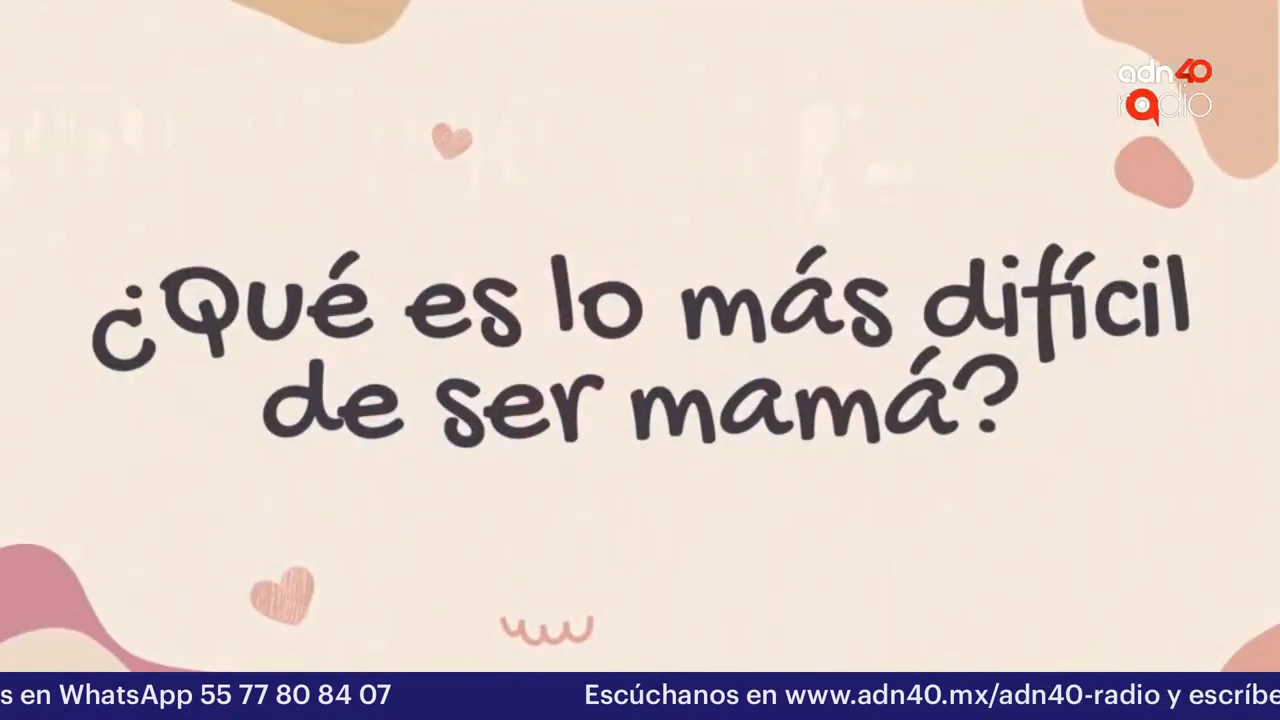 adn40
radio
¿Qué es lo más difícil
de ser mamá?
s en WhatsApp 55 77 80 84 07 Escúchanos en www.adn40.mx/adn40-radio y escríbe